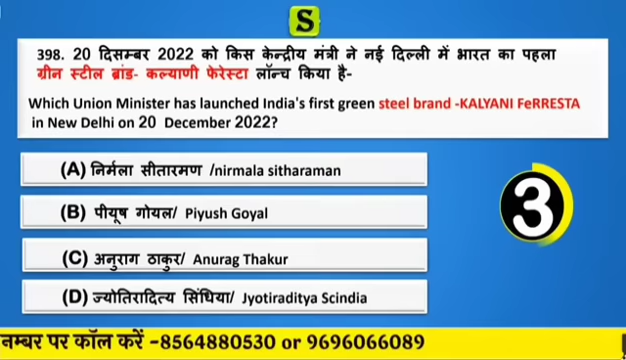 S
398. 20 दिसम्बर 2022 को किस केन्द्रीय मंत्री ने नई दिल्ली में भारत का पहला
ग्रीन स्टील ब्रांड- कल्याणी फेरेस्टा लॉन्च किया है-
Which Union Minister has launched India's first green steel brand -KALYANI FeRRESTA
in New Delhi on 20 December 2022?
(A) निर्मला सीतारमण /nirmala sitharaman
(B) पीयूष गोयल/ Piyush Goyal
3
(C) अनुराग ठाकुर/ Anurag Thakur
(D) ज्योतिरादित्य सिंधिया/ Jyotiraditya Scindia
नम्बर पर कॉल करें -8564880530 or 9696066089